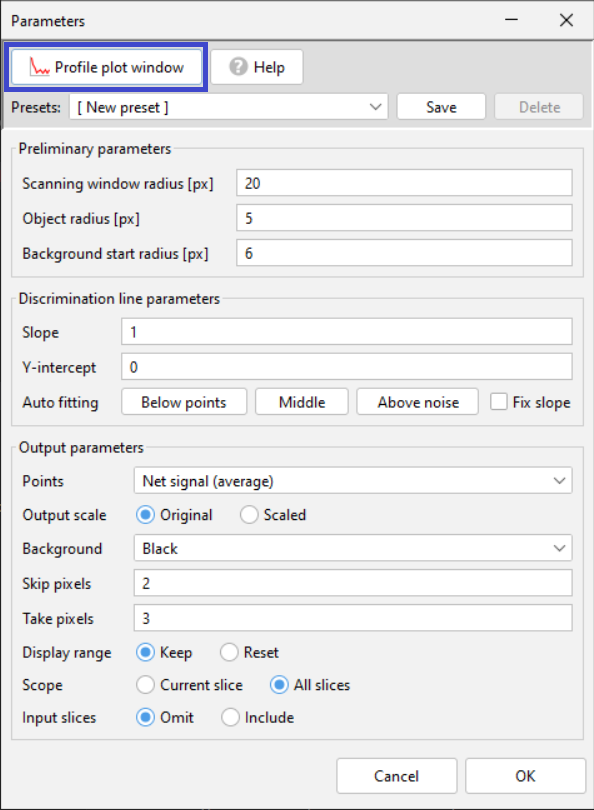 Parameters
Profile plot window Help
Presets: [ New preset ] Save Delete
Preliminary parameters
Scanning window radius [px] 20
Object radius [px] 5
Background start radius [px] 6
Discrimination line parameters
Slope 1
Y-intercept 0
Auto fitting Below points Middle Above noise Fix slope
Output parameters
Points Net signal (average)
Output scale Original Scaled
Background Black
Skip pixels 2
Take pixels 3
Display range Keep Reset
Scope Current slice All slices
Input slices Omit Include
Cancel OK